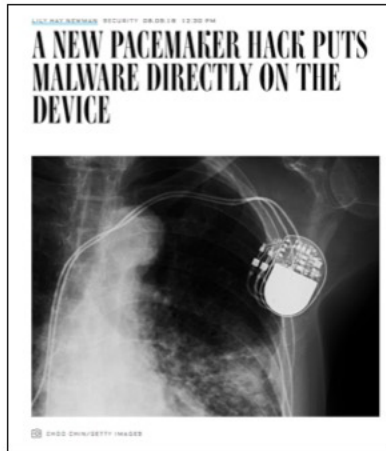 LILY HAY NEWMAN SECURITY 08.09.18 12:30 PM
A NEW PACEMAKER HACK PUTS
MALWARE DIRECTLY ON THE
DEVICE
CHOO CHIN/GETTY IMAGES